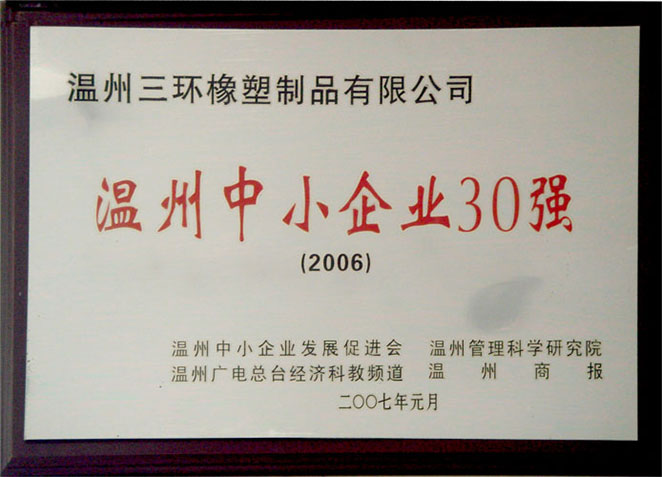 温州三环橡塑制品有限公司
温州中小企业30强
(2006)
温州中小企业发展促进会 温州管理科学研究院
温州广电总台经济科教频道 温州商报
二〇〇七年元月